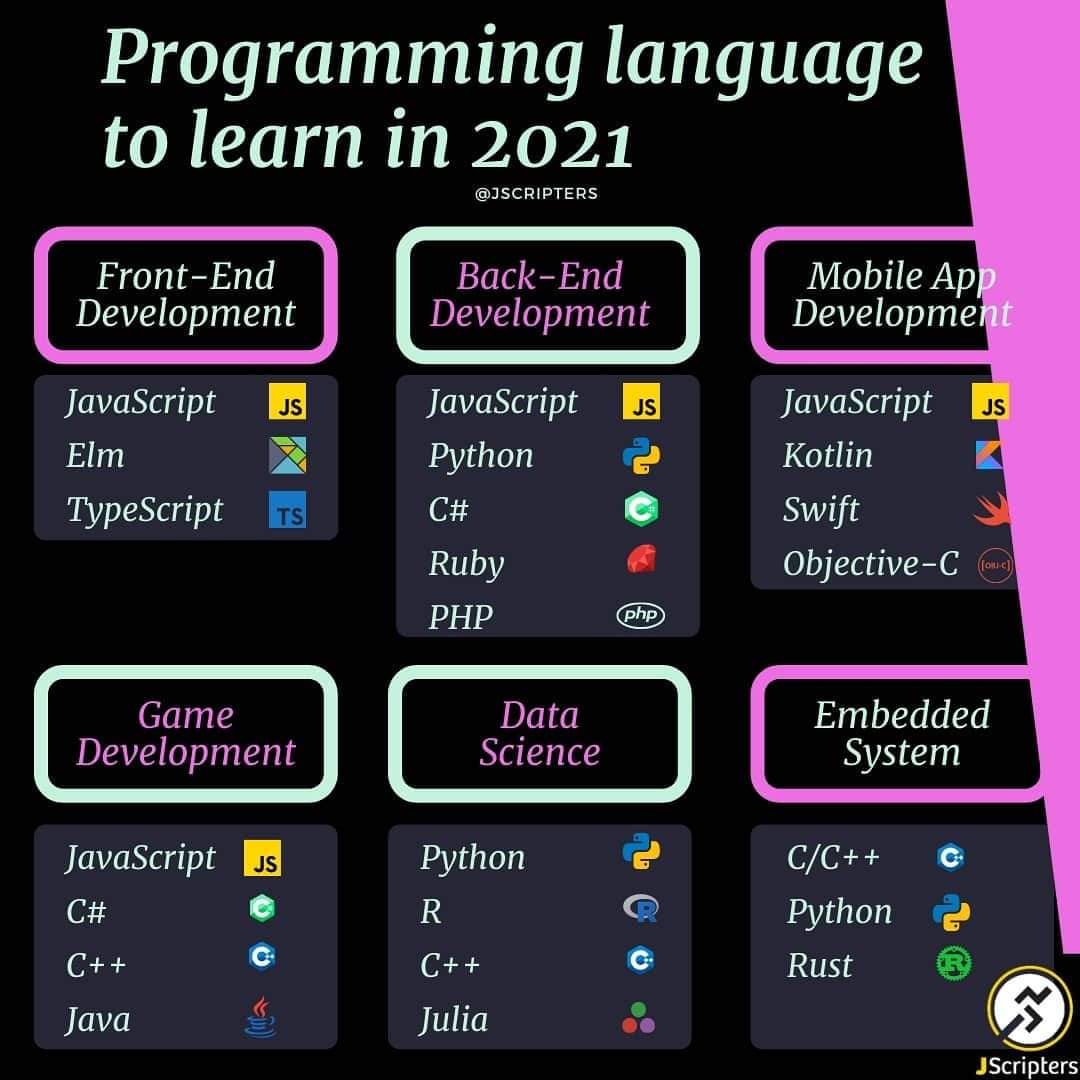 Programming language
to learn in 2021
@JSCRIPTERS
Front-End
Development
JavaScript JS
Elm
TypeScript TS
Back-End
Development
JavaScript JS
Python
C# C#
Ruby
PHP php
Mobile App
Development
JavaScript JS
Kotlin
Swift
Objective-C [OBJ-C]
Game
Development
JavaScript JS
C# C#
C++ C++
Java Java
Data
Science
Python
R R
C++ C++
Julia
Embedded
System
C/C++ C++
Python
Rust R
JScripters